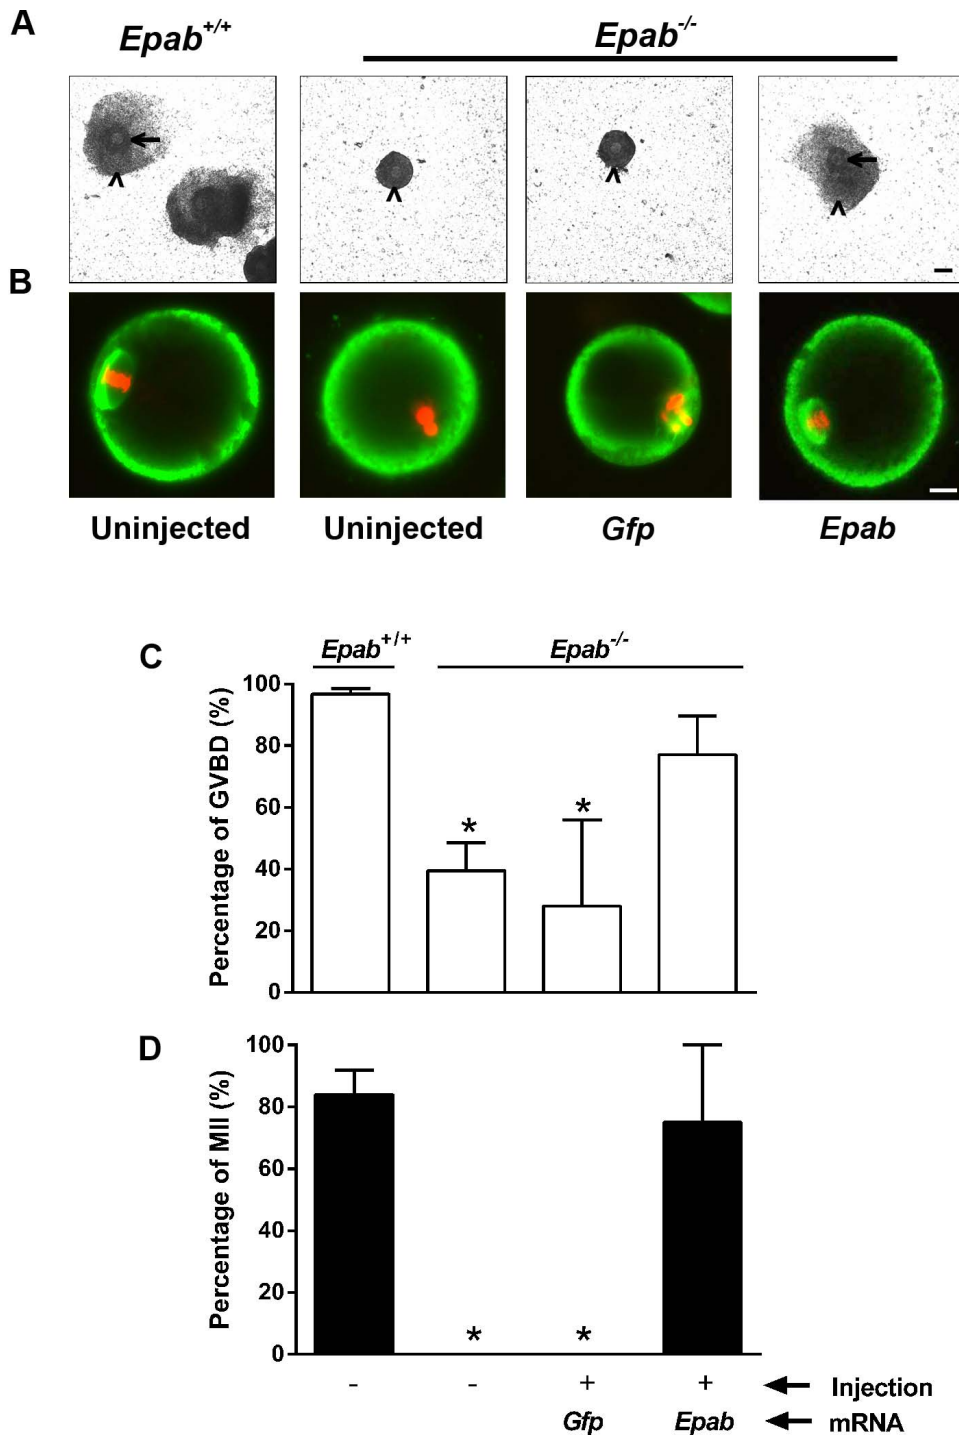 A
Epab+/+ Epab-/-
B
Uninjected Uninjected Gfp Epab
C
Epab+/+ Epab-/-
Percentage of GVBD (%)
100
80
60
40
20
0
* *
D
Percentage of MII (%)
100
80
60
40
20
0
* *
- - + + Injection
Gfp Epab mRNA